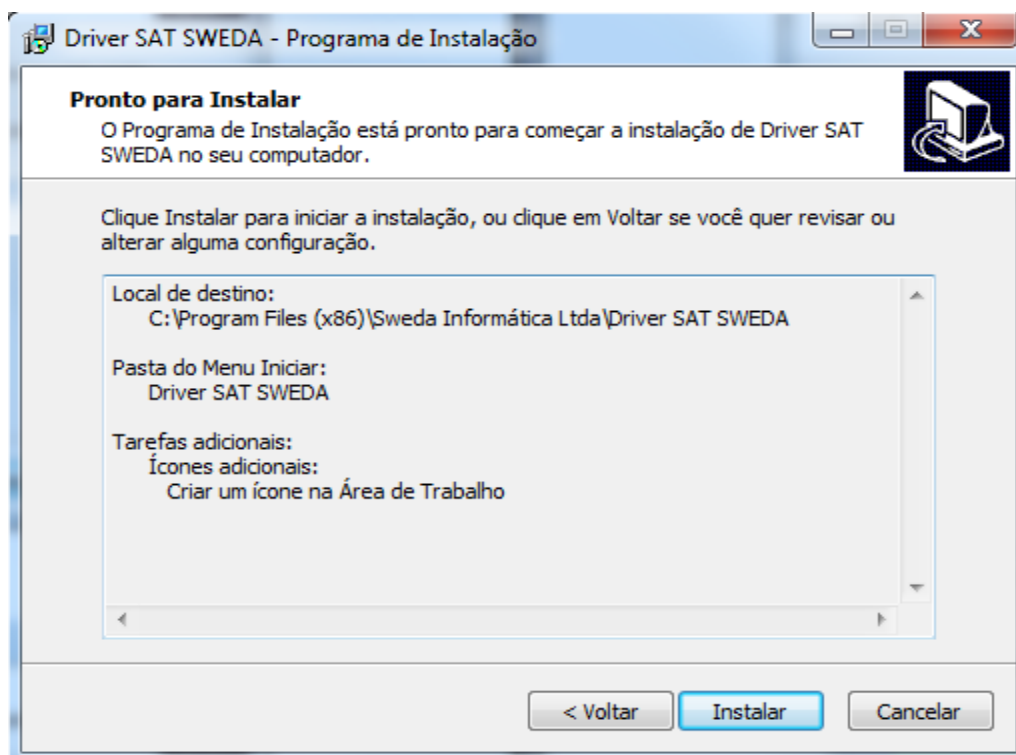 Driver SAT SWEDA - Programa de Instalação
Pronto para Instalar
O Programa de Instalação está pronto para começar a instalação de Driver SAT
SWEDA no seu computador.
Clique Instalar para iniciar a instalação, ou clique em Voltar se você quer revisar ou
alterar alguma configuração.
Local de destino:
C:\Program Files (x86)\Sweda Informática Ltda\Driver SAT SWEDA
Pasta do Menu Iniciar:
Driver SAT SWEDA
Tarefas adicionais:
Ícones adicionais:
Criar um ícone na Área de Trabalho
< Voltar
Instalar
Cancelar